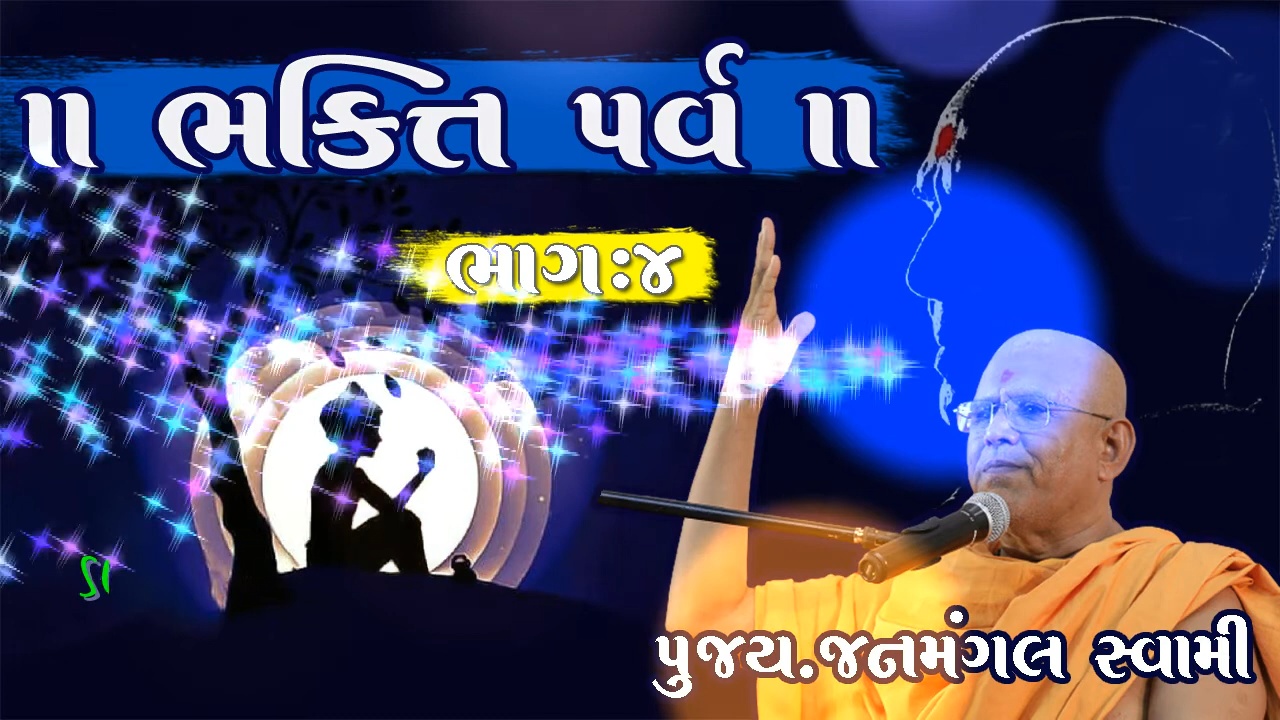 ॥ ભક્તિ પર્વ ॥
ભાગઃ૪
પુજય.જનમંગલ સ્વામી